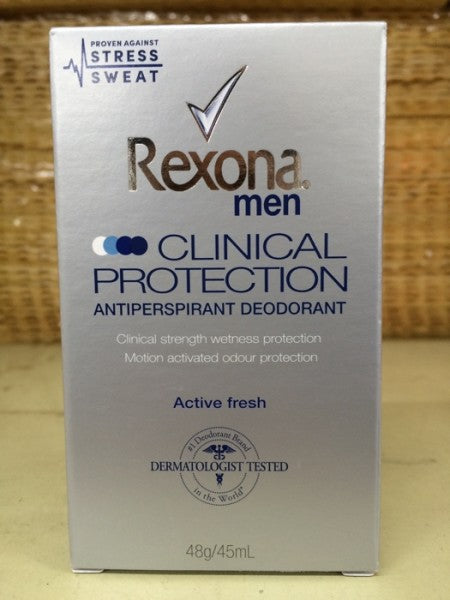 PROVEN AGAINST
STRESS
SWEAT
Rexona
men
CLINICAL
PROTECTION
ANTIPERSPIRANT DEODORANT
Clinical strength wetness protection
Motion activated odour protection
Active fresh
#1 Deodorant Brand
DERMATOLOGIST TESTED
in the World*
48g/45mL